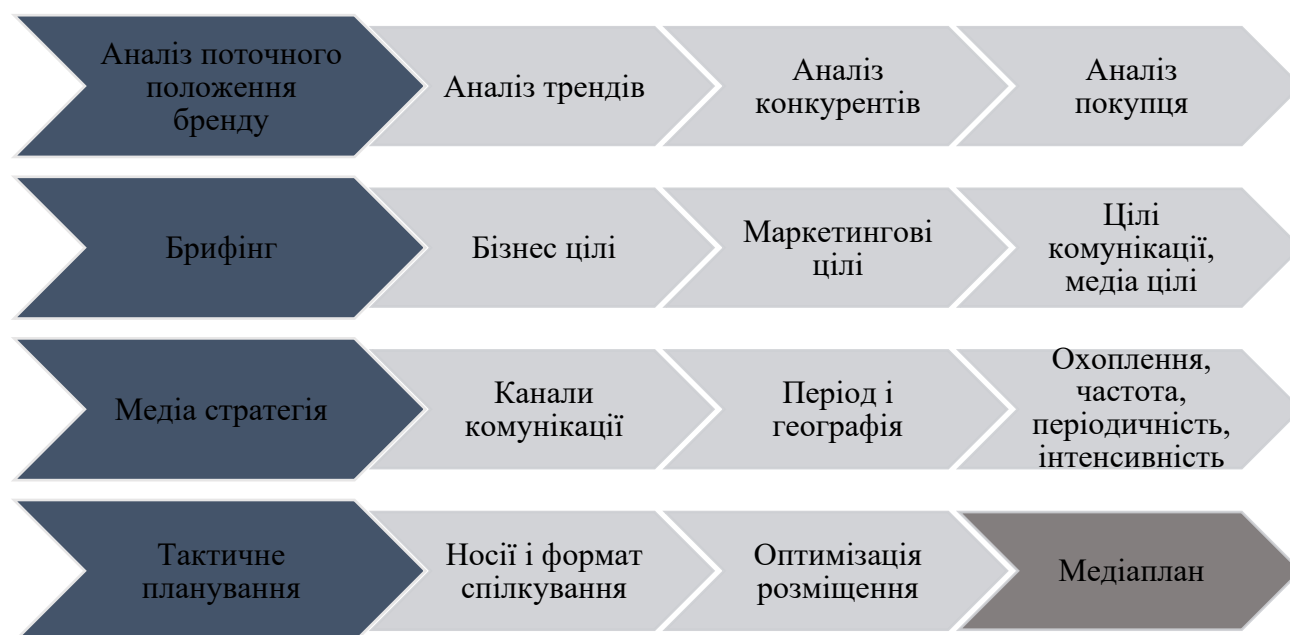 Аналіз поточного
положення
бренду
Аналіз трендів
Аналіз
конкурентів
Аналіз
покупця
Брифінг
Бізнес цілі
Маркетингові
цілі
Цілі
комунікації,
медіа цілі
Медіа стратегія
Канали
комунікації
Період і
географія
Охоплення,
частота,
періодичність,
інтенсивність
Тактичне
планування
Носії і формат
спілкування
Оптимізація
розміщення
Медіаплан